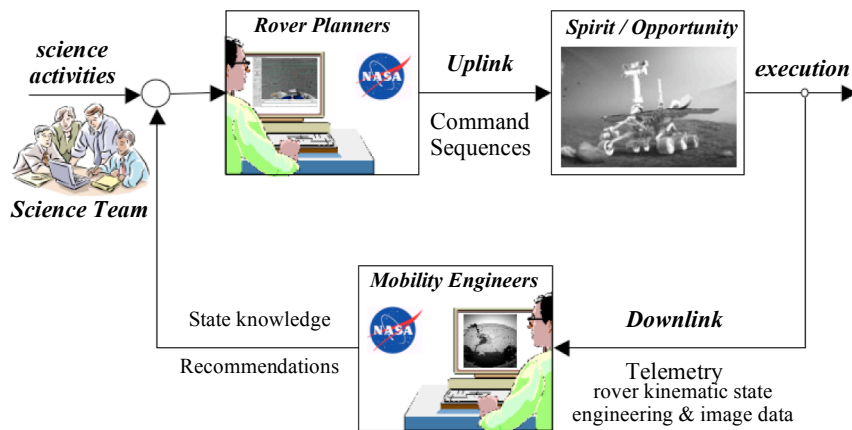 Rover Planners
Spirit / Opportunity
science
activities
NASA
Uplink
execution
Command
Sequences
Science Team
Mobility Engineers
NASA
State knowledge
Recommendations
Downlink
Telemetry
rover kinematic state
engineering & image data